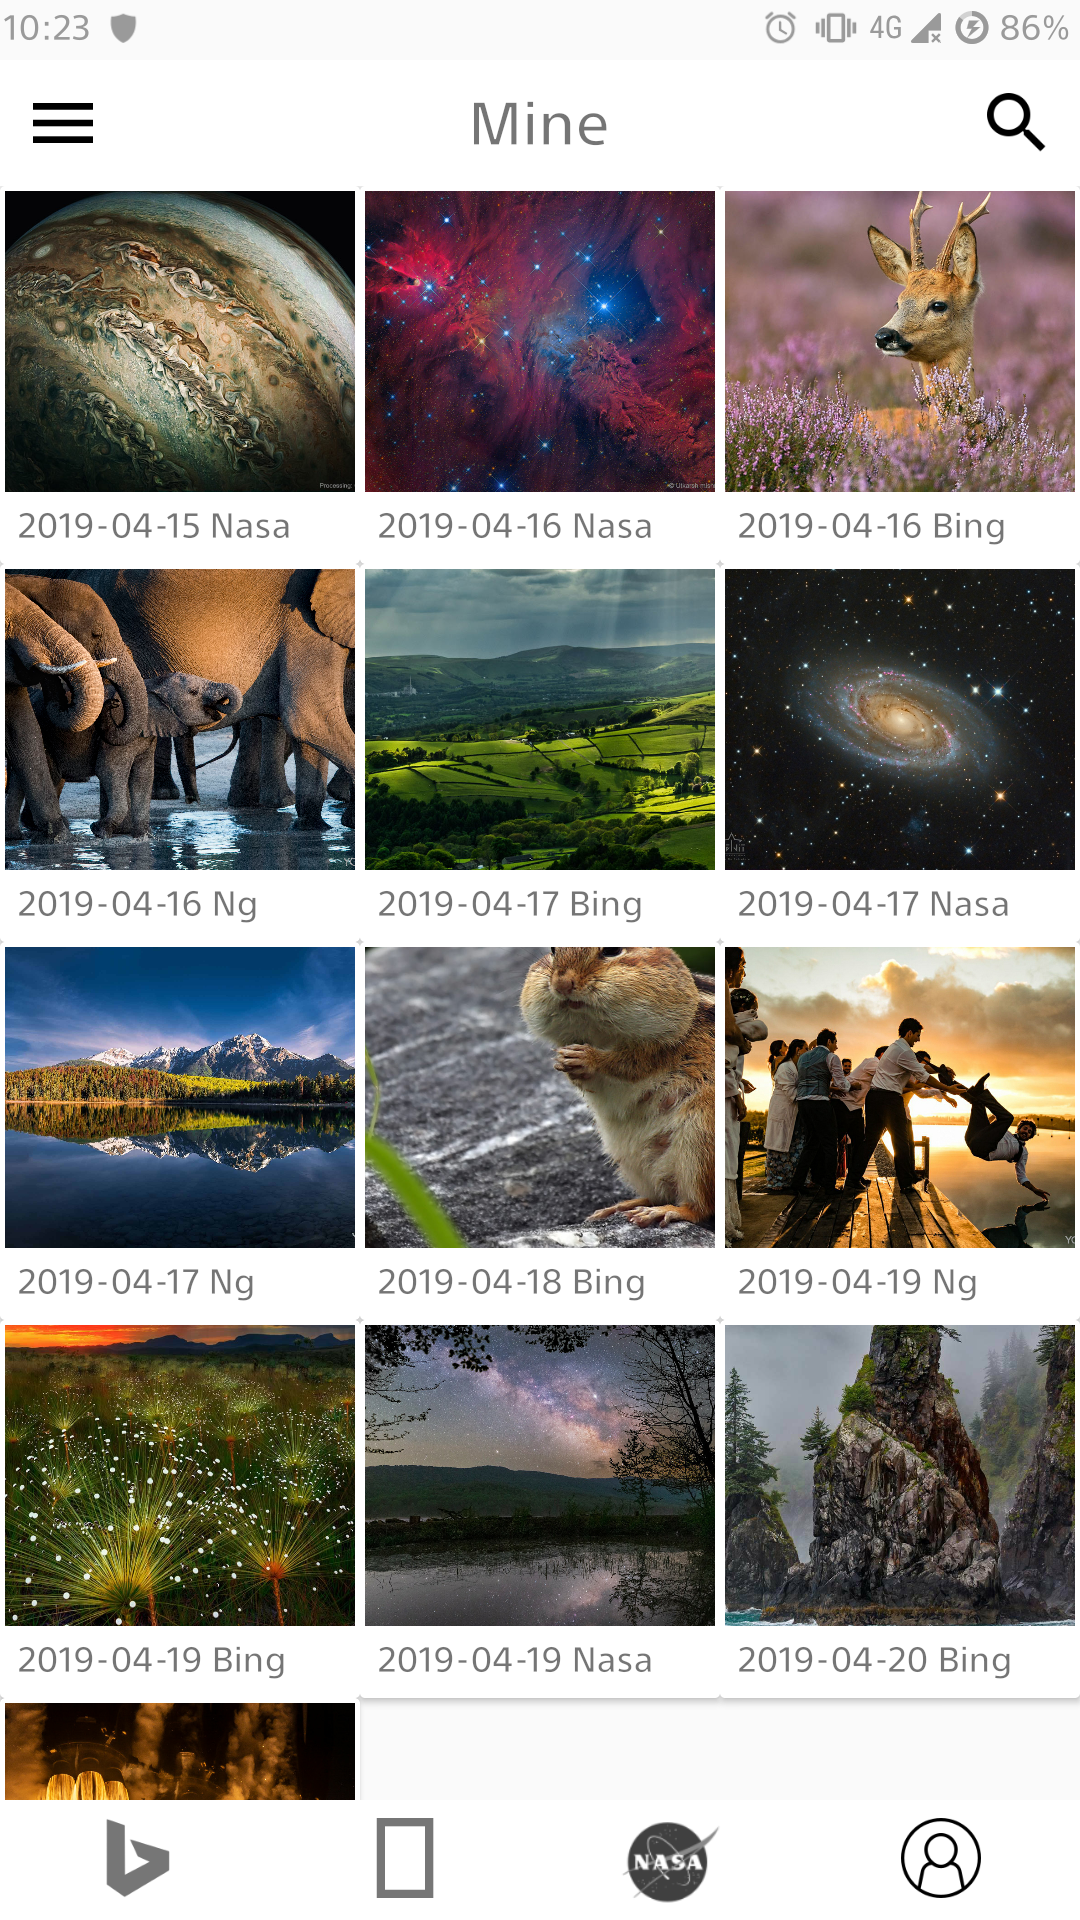 10:23 4G 86%
Mine
Processing:
2019-04-15 Nasa
2019-04-16 Nasa
2019-04-16 Bing
2019-04-16 Ng
2019-04-17 Bing
2019-04-17 Nasa
2019-04-17 Ng
2019-04-18 Bing
2019-04-19 Ng
2019-04-19 Bing
2019-04-19 Nasa
2019-04-20 Bing
NASA